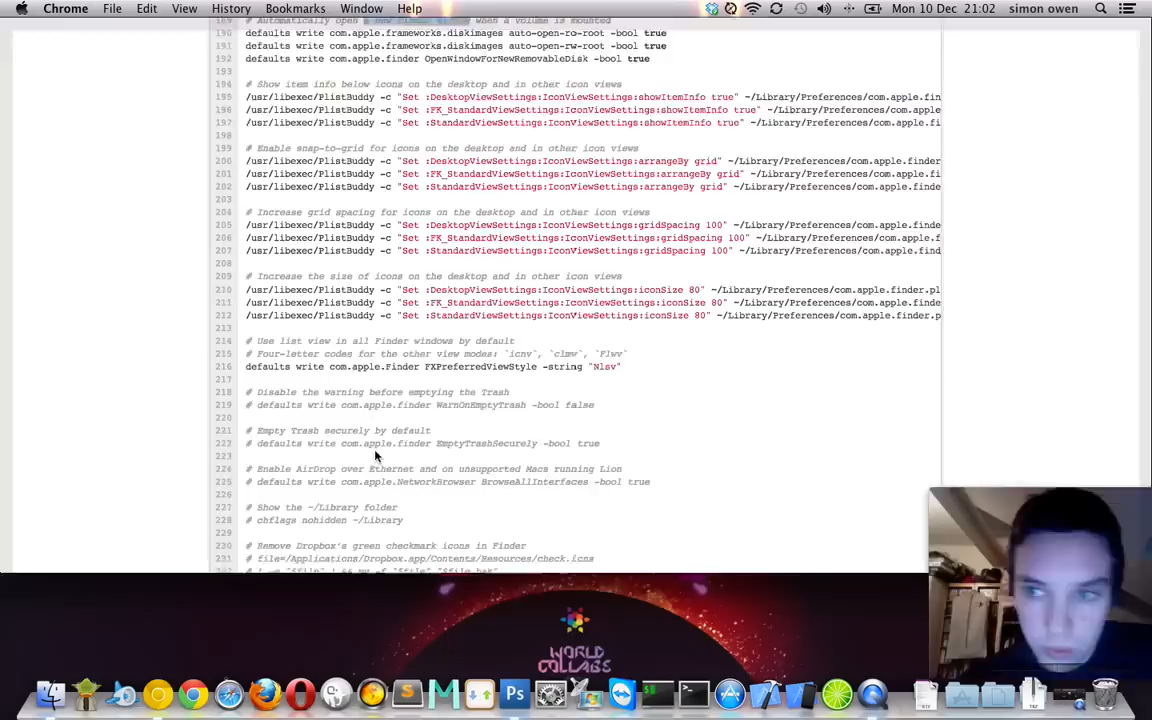 Chrome File Edit View History Bookmarks Window Help Mon 10 Dec 21:02 simon owen
189 # Automatically open a new Finder window when a volume is mounted
190 defaults write com.apple.frameworks.diskimages auto-open-ro-root -bool true
191 defaults write com.apple.frameworks.diskimages auto-open-rw-root -bool true
192 defaults write com.apple.finder OpenWindowForNewRemovableDisk -bool true
193
194 # Show item info below icons on the desktop and in other icon views
195 /usr/libexec/PlistBuddy -c "Set :DesktopViewSettings:IconViewSettings:showItemInfo true" ~/Library/Preferences/com.apple.fin
196 /usr/libexec/PlistBuddy -c "Set :FK_StandardViewSettings:IconViewSettings:showItemInfo true" ~/Library/Preferences/com.apple
197 /usr/libexec/PlistBuddy -c "Set :StandardViewSettings:IconViewSettings:showItemInfo true" ~/Library/Preferences/com.apple.fi
198
199 # Enable snap-to-grid for icons on the desktop and in other icon views
200 /usr/libexec/PlistBuddy -c "Set :DesktopViewSettings:IconViewSettings:arrangeBy grid" ~/Library/Preferences/com.apple.finder
201 /usr/libexec/PlistBuddy -c "Set :FK_StandardViewSettings:IconViewSettings:arrangeBy grid" ~/Library/Preferences/com.apple.fi
202 /usr/libexec/PlistBuddy -c "Set :StandardViewSettings:IconViewSettings:arrangeBy grid" ~/Library/Preferences/com.apple.finde
203
204 # Increase grid spacing for icons on the desktop and in other icon views
205 /usr/libexec/PlistBuddy -c "Set :DesktopViewSettings:IconViewSettings:gridSpacing 100" ~/Library/Preferences/com.apple.finde
206 /usr/libexec/PlistBuddy -c "Set :FK_StandardViewSettings:IconViewSettings:gridSpacing 100" ~/Library/Preferences/com.apple.f
207 /usr/libexec/PlistBuddy -c "Set :StandardViewSettings:IconViewSettings:gridSpacing 100" ~/Library/Preferences/com.apple.find
208
209 # Increase the size of icons on the desktop and in other icon views
210 /usr/libexec/PlistBuddy -c "Set :DesktopViewSettings:IconViewSettings:iconSize 80" ~/Library/Preferences/com.apple.finder.pl
211 /usr/libexec/PlistBuddy -c "Set :FK_StandardViewSettings:IconViewSettings:iconSize 80" ~/Library/Preferences/com.apple.finde
212 /usr/libexec/PlistBuddy -c "Set :StandardViewSettings:IconViewSettings:iconSize 80" ~/Library/Preferences/com.apple.finder.p
213
214 # Use list view in all Finder windows by default
215 # Four-letter codes for the other view modes: `icnv`, `clmv`, `Flwv`
216 defaults write com.apple.Finder FXPreferredViewStyle -string "Nlsv"
217
218 # Disable the warning before emptying the Trash
219 # defaults write com.apple.finder WarnOnEmptyTrash -bool false
220
221 # Empty Trash securely by default
222 # defaults write com.apple.finder EmptyTrashSecurely -bool true
223
224 # Enable AirDrop over Ethernet and on unsupported Macs running Lion
225 # defaults write com.apple.NetworkBrowser BrowseAllInterfaces -bool true
226
227 # Show the ~/Library folder
228 # chflags nohidden ~/Library
229
230 # Remove Dropbox's green checkmark icons in Finder
231 # file=/Applications/Dropbox.app/Contents/Resources/check.icns
WORLD
COLLABS
Ps